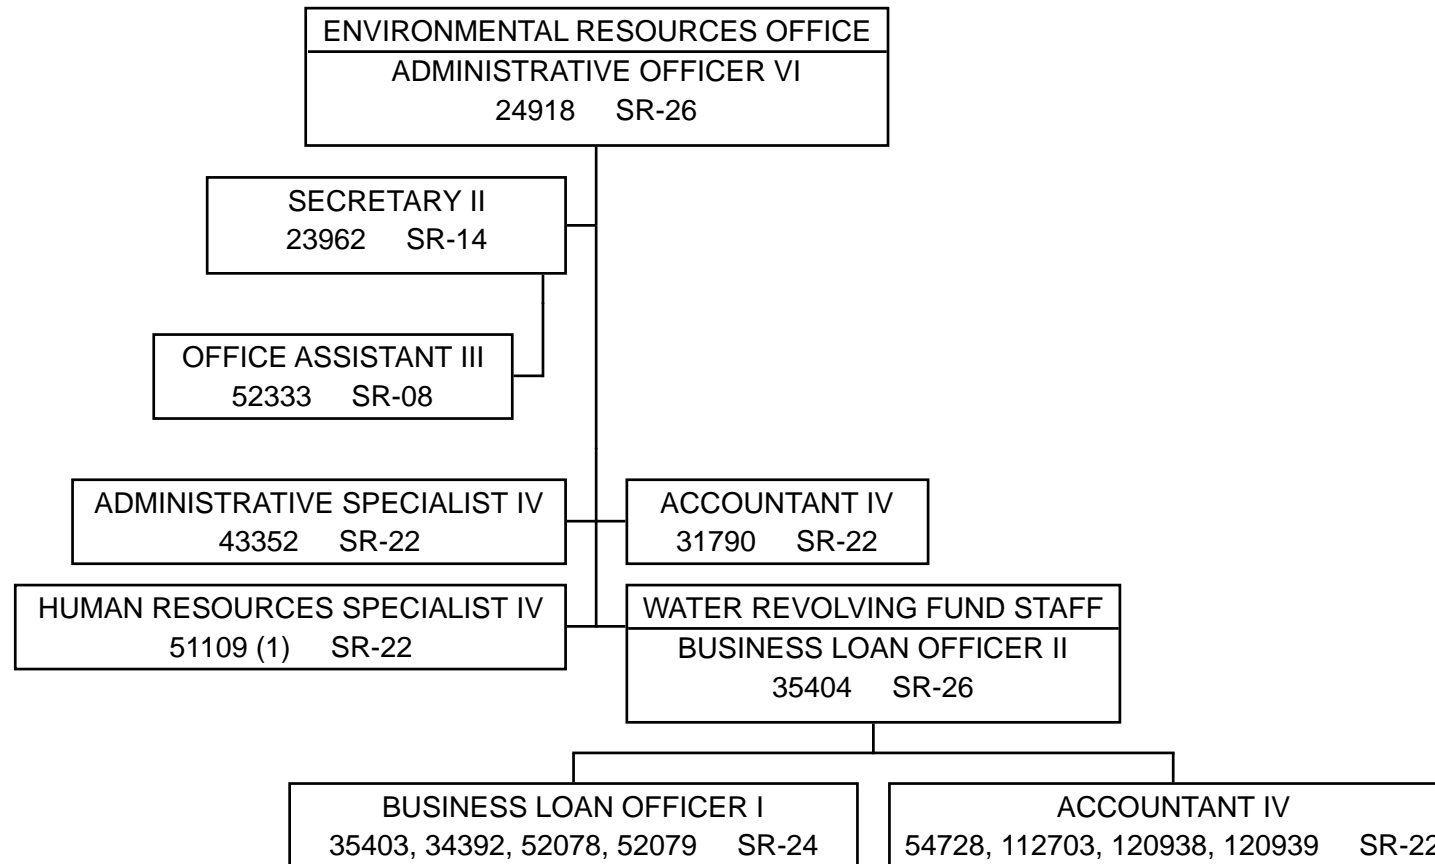 ENVIRONMENTAL RESOURCES OFFICE
ADMINISTRATIVE OFFICER VI
24918 SR-26
SECRETARY II
23962 SR-14
OFFICE ASSISTANT III
52333 SR-08
ADMINISTRATIVE SPECIALIST IV
43352 SR-22
ACCOUNTANT IV
31790 SR-22
HUMAN RESOURCES SPECIALIST IV
51109 (1) SR-22
WATER REVOLVING FUND STAFF
BUSINESS LOAN OFFICER II
35404 SR-26
BUSINESS LOAN OFFICER I
35403, 34392, 52078, 52079 SR-24
ACCOUNTANT IV
54728, 112703, 120938, 120939 SR-22